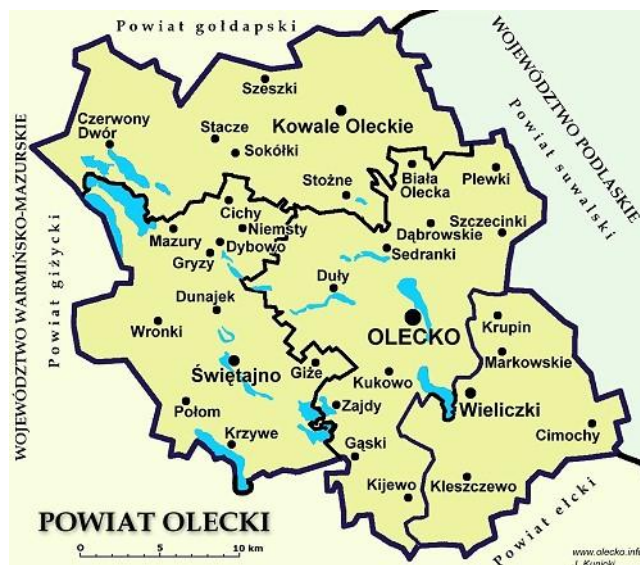 Powiat gołdapski
WOJEWÓDZTWO PODLASKIE
Powiat suwalski
WOJEWÓDZTWO WARMIŃSKO-MAZURSKIE
Powiat giżycki
Szeszki
Czerwony
Dwór
Stacze
Kowale Oleckie
Sokółki
Stożne
Biała
Olecka
Plewki
Cichy
Niemsty
Mazury
Dybowo
Gryzy
Dąbrowskie
Szczecinki
Sedranki
Duły
Dunajek
Wronki
OLECKO
Krupin
Markowskie
Świętajno
Giże
Kukowo
Wieliczki
Połom
Zajdy
Cimochy
Krzywe
Gąski
Kijewo
Kleszczewo
Powiat ełcki
POWIAT OLECKI
0 10 km
www.olecko.info
J. Kunicki